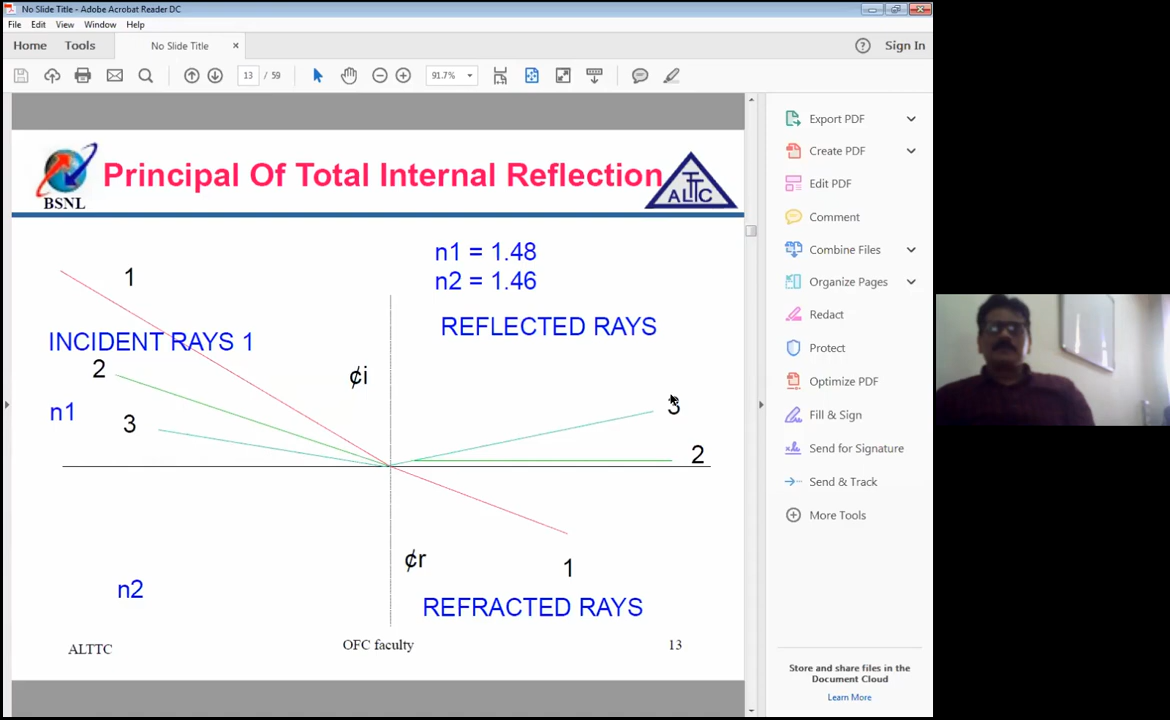 No Slide Title - Adobe Acrobat Reader DC
File Edit View Window Help
Home Tools No Slide Title × ? Sign In
13 / 59 91.7%
BSNL
Principal Of Total Internal Reflection
ALTTC
n1 = 1.48
n2 = 1.46
1
REFLECTED RAYS
INCIDENT RAYS 1
2
¢i
n1
3
3
2
¢r
1
n2
REFRACTED RAYS
ALTTC OFC faculty 13
Export PDF
Create PDF
Edit PDF
Comment
Combine Files
Organize Pages
Redact
Protect
Optimize PDF
Fill & Sign
Send for Signature
Send & Track
More Tools
Store and share files in the
Document Cloud
Learn More